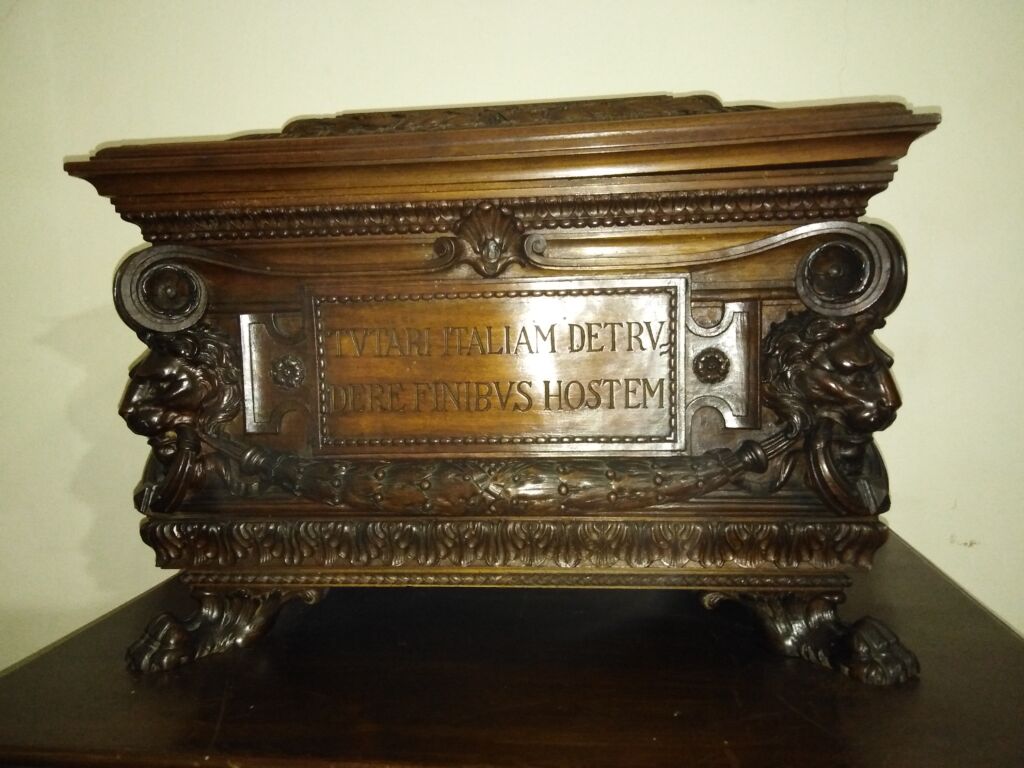 TVTARI ITALIAM DETRV=
DERE FINIBVS HOSTEM